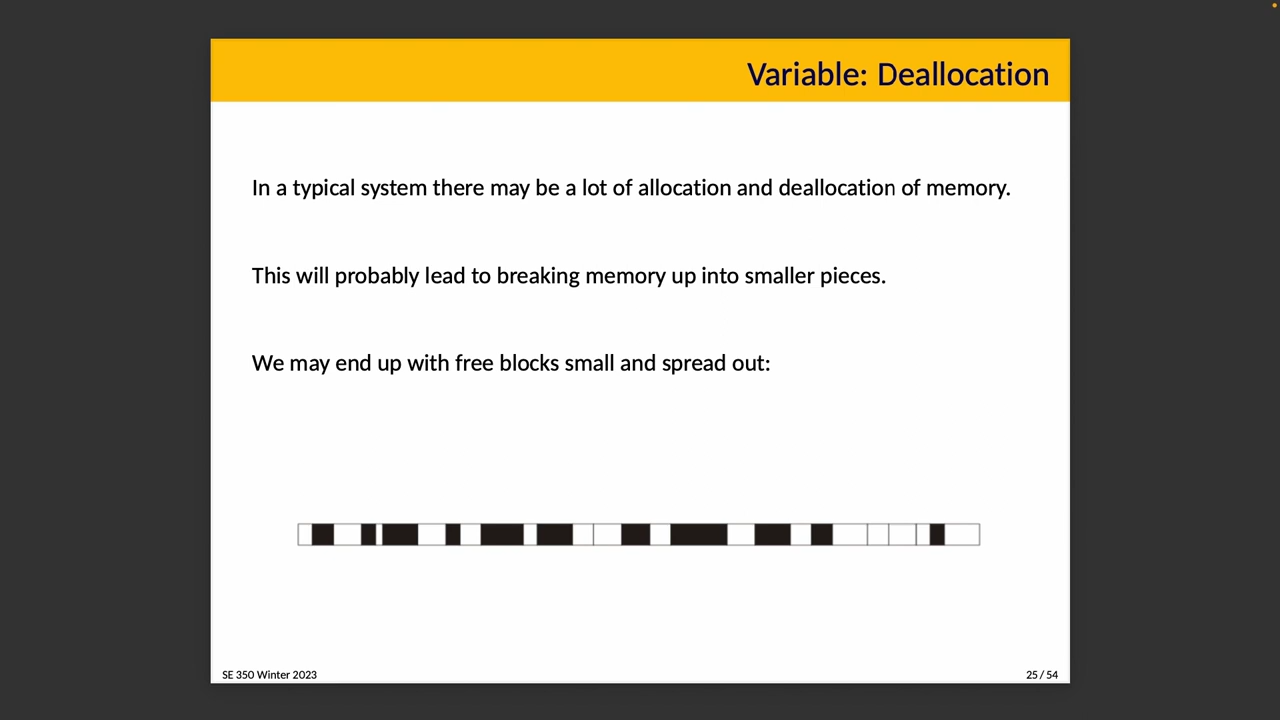 Variable: Deallocation
In a typical system there may be a lot of allocation and deallocation of memory.
This will probably lead to breaking memory up into smaller pieces.
We may end up with free blocks small and spread out:
SE 350 Winter 2023
25 / 54